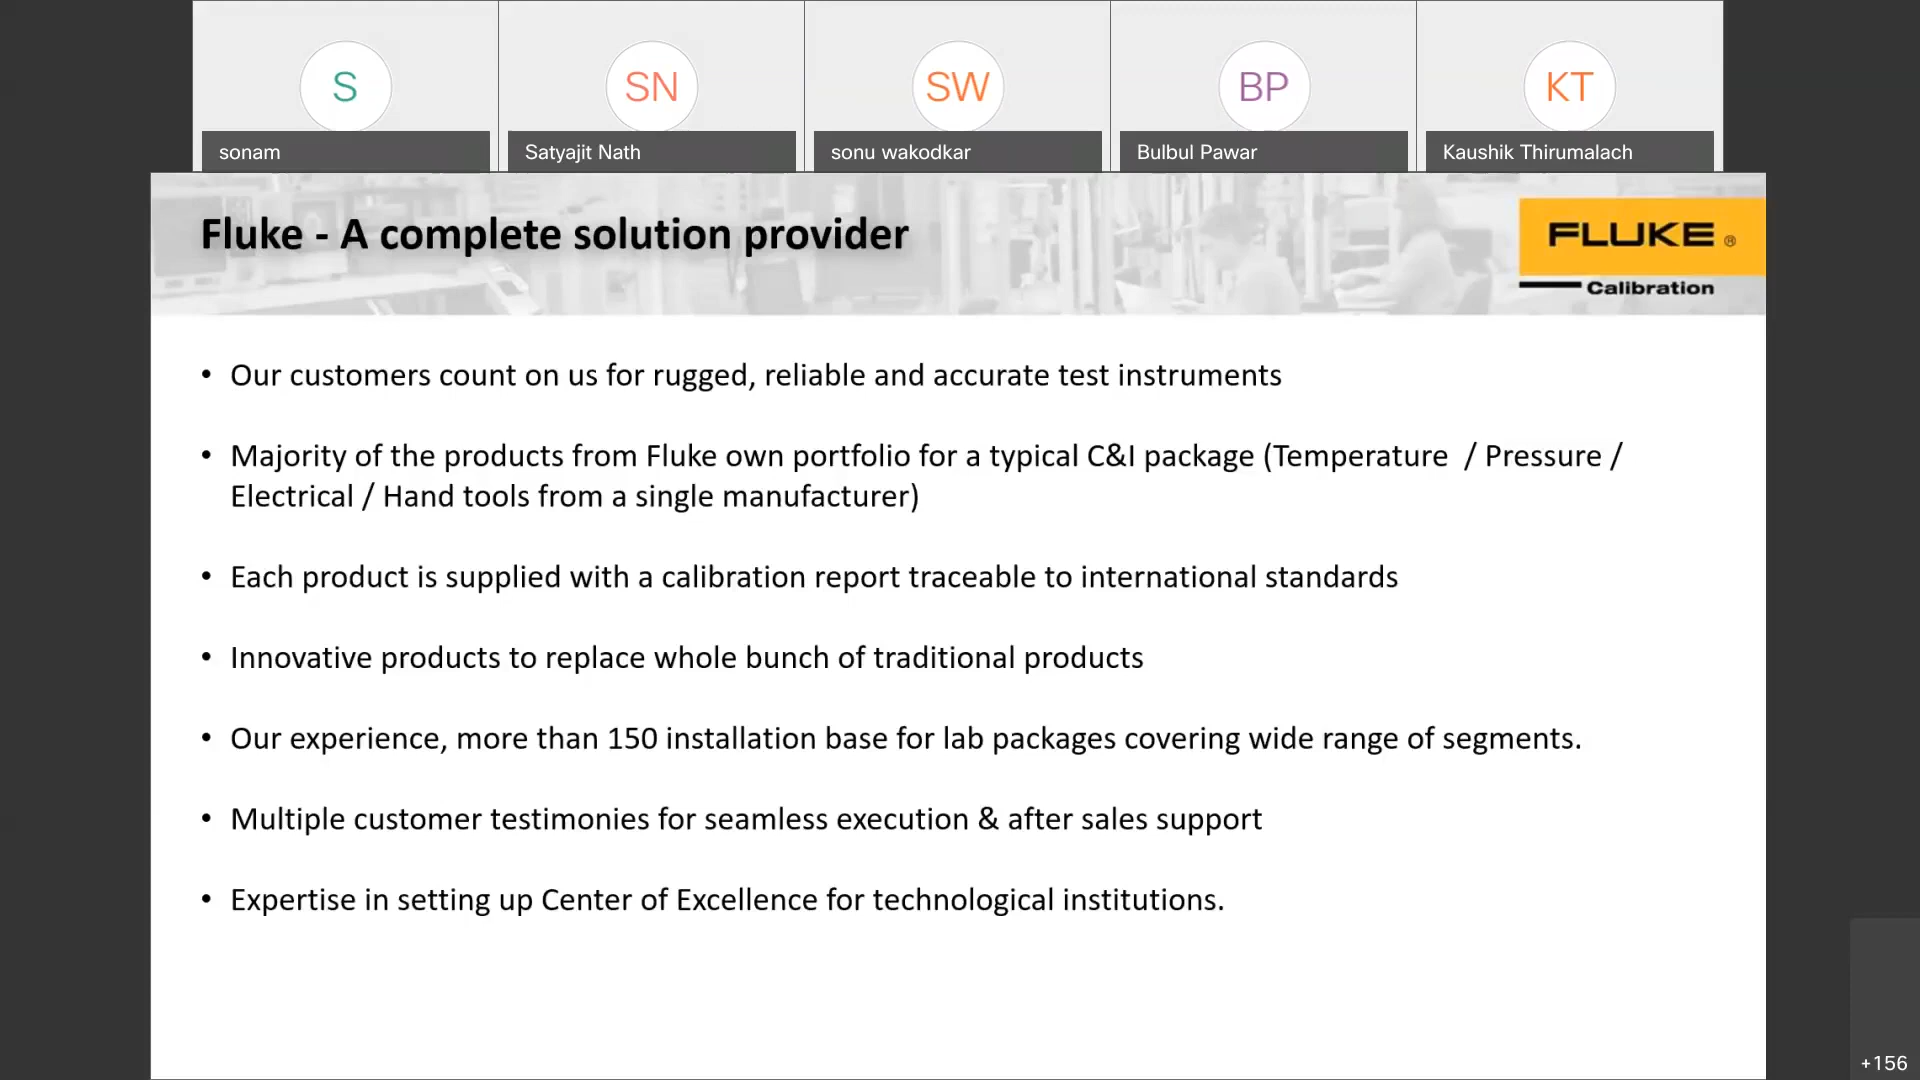 S
SN
SW
BP
KT
sonam
Satyajit Nath
sonu wakodkar
Bulbul Pawar
Kaushik Thirumalach
Fluke - A complete solution provider
FLUKE ®
Calibration
• Our customers count on us for rugged, reliable and accurate test instruments
• Majority of the products from Fluke own portfolio for a typical C&I package (Temperature / Pressure /
Electrical / Hand tools from a single manufacturer)
• Each product is supplied with a calibration report traceable to international standards
• Innovative products to replace whole bunch of traditional products
• Our experience, more than 150 installation base for lab packages covering wide range of segments.
• Multiple customer testimonies for seamless execution & after sales support
• Expertise in setting up Center of Excellence for technological institutions.
+156